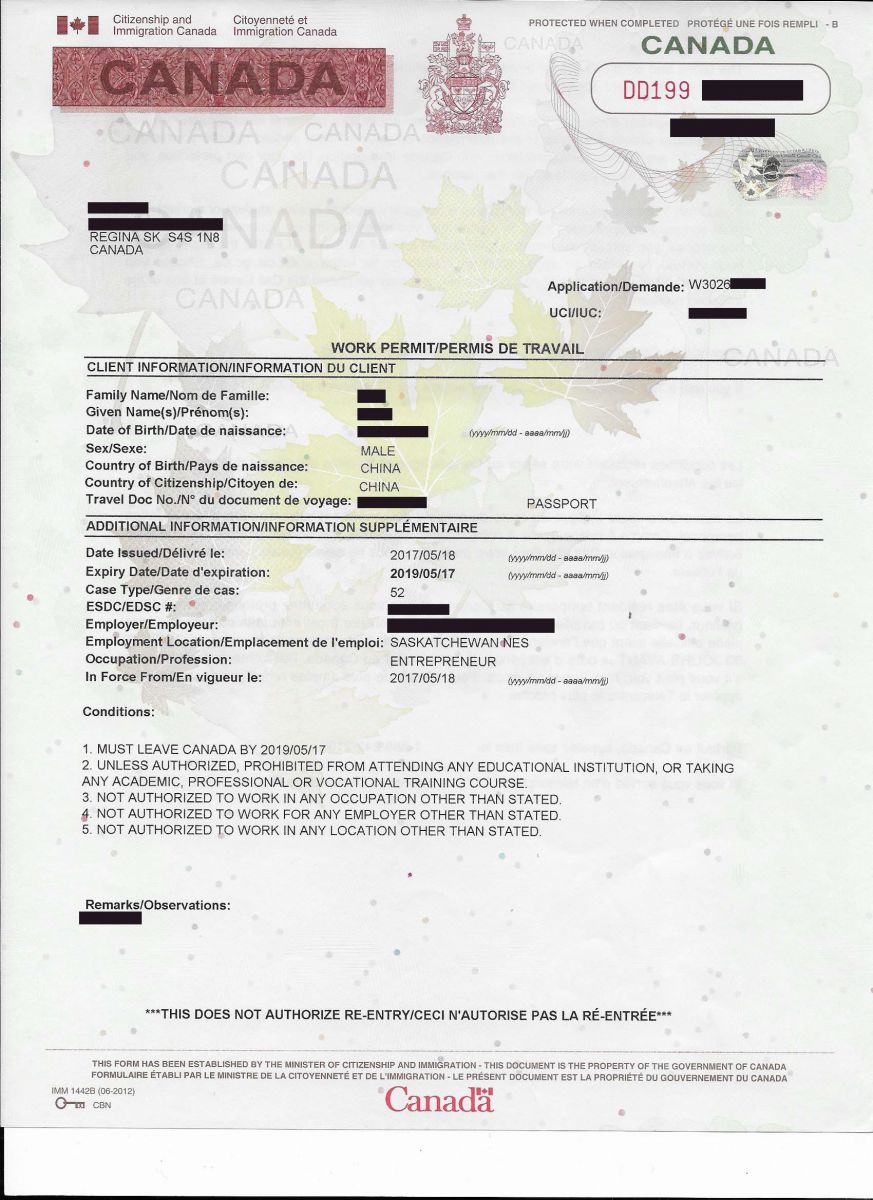 Citizenship and Immigration Canada
Citoyenneté et Immigration Canada
PROTECTED WHEN COMPLETED PROTÉGÉ UNE FOIS REMPLI - B
CANADA
CANADA
DD199
REGINA SK S4S 1N8
CANADA
Application/Demande: W3026
UCI/IUC:
WORK PERMIT/PERMIS DE TRAVAIL
CLIENT INFORMATION/INFORMATION DU CLIENT
Family Name/Nom de Famille:
Given Name(s)/Prénom(s):
Date of Birth/Date de naissance: (yyyy/mm/dd - aaaa/mm/jj)
Sex/Sexe: MALE
Country of Birth/Pays de naissance: CHINA
Country of Citizenship/Citoyen de: CHINA
Travel Doc No./N° du document de voyage: PASSPORT
ADDITIONAL INFORMATION/INFORMATION SUPPLÉMENTAIRE
Date Issued/Délivré le: 2017/05/18 (yyyy/mm/dd - aaaa/mm/jj)
Expiry Date/Date d'expiration: 2019/05/17 (yyyy/mm/dd - aaaa/mm/jj)
Case Type/Genre de cas: 52
ESDC/EDSC #:
Employer/Employeur:
Employment Location/Emplacement de l'emploi: SASKATCHEWAN NES
Occupation/Profession: ENTREPRENEUR
In Force From/En vigueur le: 2017/05/18 (yyyy/mm/dd - aaaa/mm/jj)
Conditions:
1. MUST LEAVE CANADA BY 2019/05/17
2. UNLESS AUTHORIZED, PROHIBITED FROM ATTENDING ANY EDUCATIONAL INSTITUTION, OR TAKING
ANY ACADEMIC, PROFESSIONAL OR VOCATIONAL TRAINING COURSE.
3. NOT AUTHORIZED TO WORK IN ANY OCCUPATION OTHER THAN STATED.
4. NOT AUTHORIZED TO WORK FOR ANY EMPLOYER OTHER THAN STATED.
5. NOT AUTHORIZED TO WORK IN ANY LOCATION OTHER THAN STATED.
Remarks/Observations:
***THIS DOES NOT AUTHORIZE RE-ENTRY/CECI N'AUTORISE PAS LA RÉ-ENTRÉE***
THIS FORM HAS BEEN ESTABLISHED BY THE MINISTER OF CITIZENSHIP AND IMMIGRATION - THIS DOCUMENT IS THE PROPERTY OF THE GOVERNMENT OF CANADA
FORMULAIRE ÉTABLI PAR LE MINISTRE DE LA CITOYENNETÉ ET DE L'IMMIGRATION - LE PRÉSENT DOCUMENT EST LA PROPRIÉTÉ DU GOUVERNEMENT DU CANADA
IMM 1442B (06-2012)
CBN
Canada